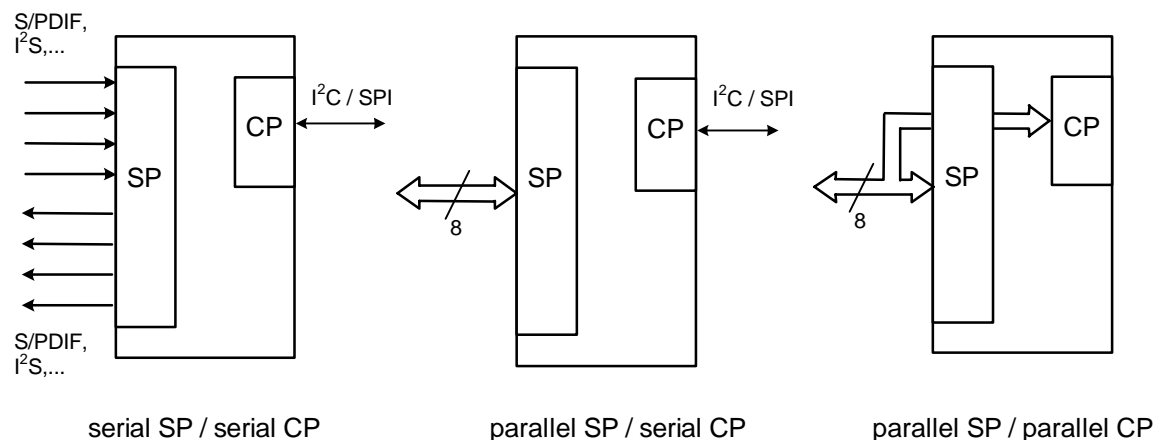 S/PDIF,
I²S,...
SP
CP
I²C / SPI
S/PDIF,
I²S,...
serial SP / serial CP
SP
8
CP
I²C / SPI
parallel SP / serial CP
SP
8
CP
parallel SP / parallel CP